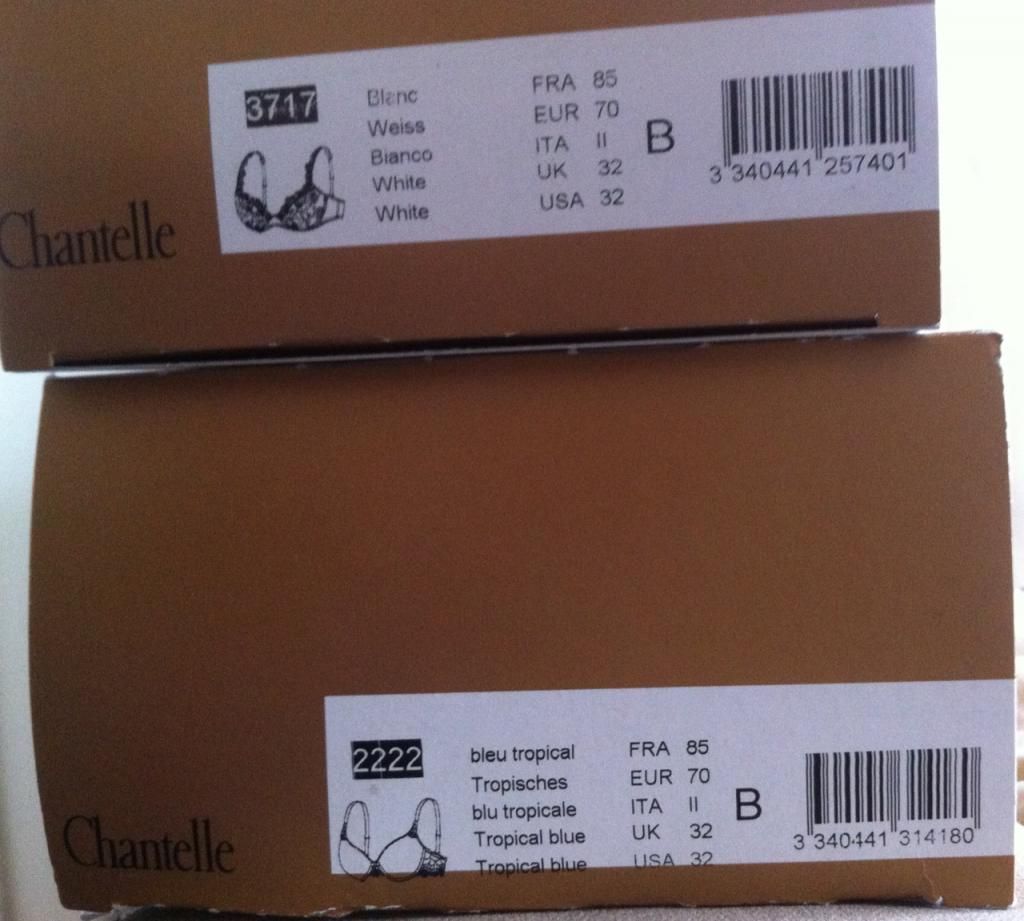 3717
Blanc
Weiss
Bianco
White
White
FRA 85
EUR 70
ITA II
UK 32
USA 32
B
3 340441 257401
Chantelle
2222
bleu tropical
Tropisches
blu tropicale
Tropical blue
Tropical blue
FRA 85
EUR 70
ITA II
UK 32
USA 32
B
3 340441 314180
Chantelle